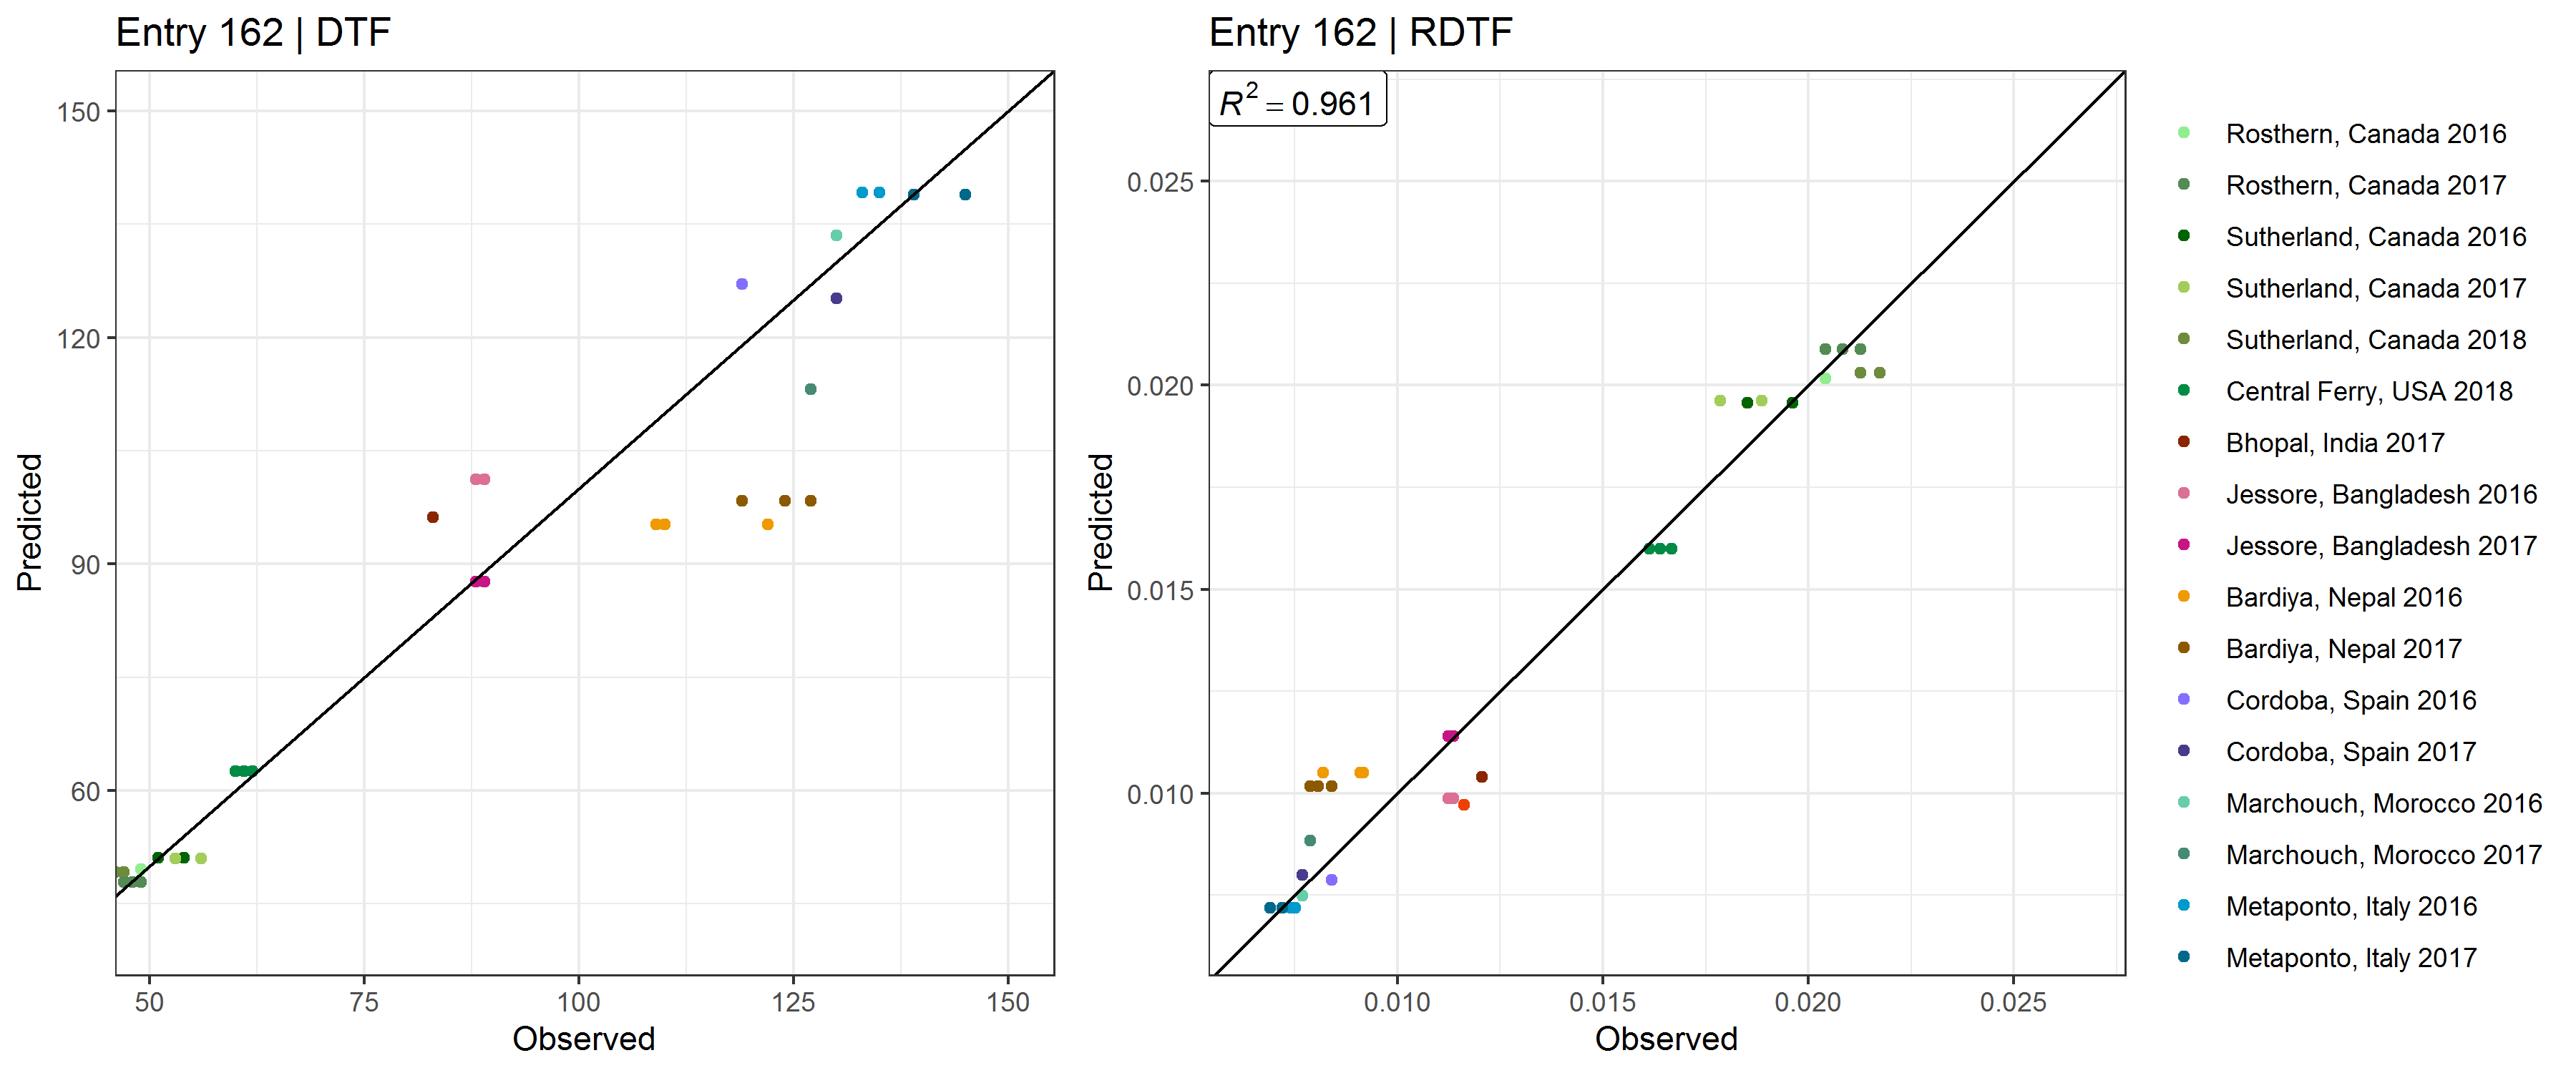 Entry 162 | DTF
150
120
90
60
Predicted
50 75 100 125 150
Observed
Entry 162 | RDTF
R² = 0.961
0.025
0.020
0.015
0.010
Predicted
0.010 0.015 0.020 0.025
Observed
Rosthern, Canada 2016
Rosthern, Canada 2017
Sutherland, Canada 2016
Sutherland, Canada 2017
Sutherland, Canada 2018
Central Ferry, USA 2018
Bhopal, India 2017
Jessore, Bangladesh 2016
Jessore, Bangladesh 2017
Bardiya, Nepal 2016
Bardiya, Nepal 2017
Cordoba, Spain 2016
Cordoba, Spain 2017
Marchouch, Morocco 2016
Marchouch, Morocco 2017
Metaponto, Italy 2016
Metaponto, Italy 2017